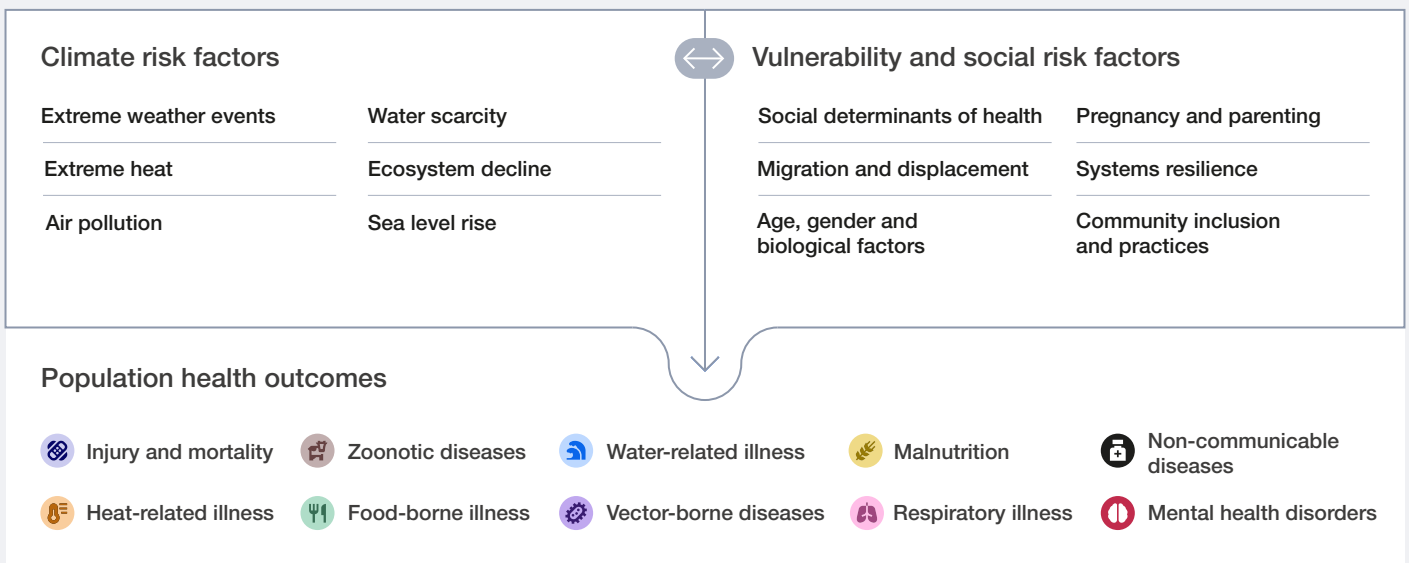 Climate risk factors
Extreme weather events
Water scarcity
Extreme heat
Ecosystem decline
Air pollution
Sea level rise
Vulnerability and social risk factors
Social determinants of health
Pregnancy and parenting
Migration and displacement
Systems resilience
Age, gender and
biological factors
Community inclusion
and practices
Population health outcomes
Injury and mortality
Zoonotic diseases
Water-related illness
Malnutrition
Non-communicable
diseases
Heat-related illness
Food-borne illness
Vector-borne diseases
Respiratory illness
Mental health disorders